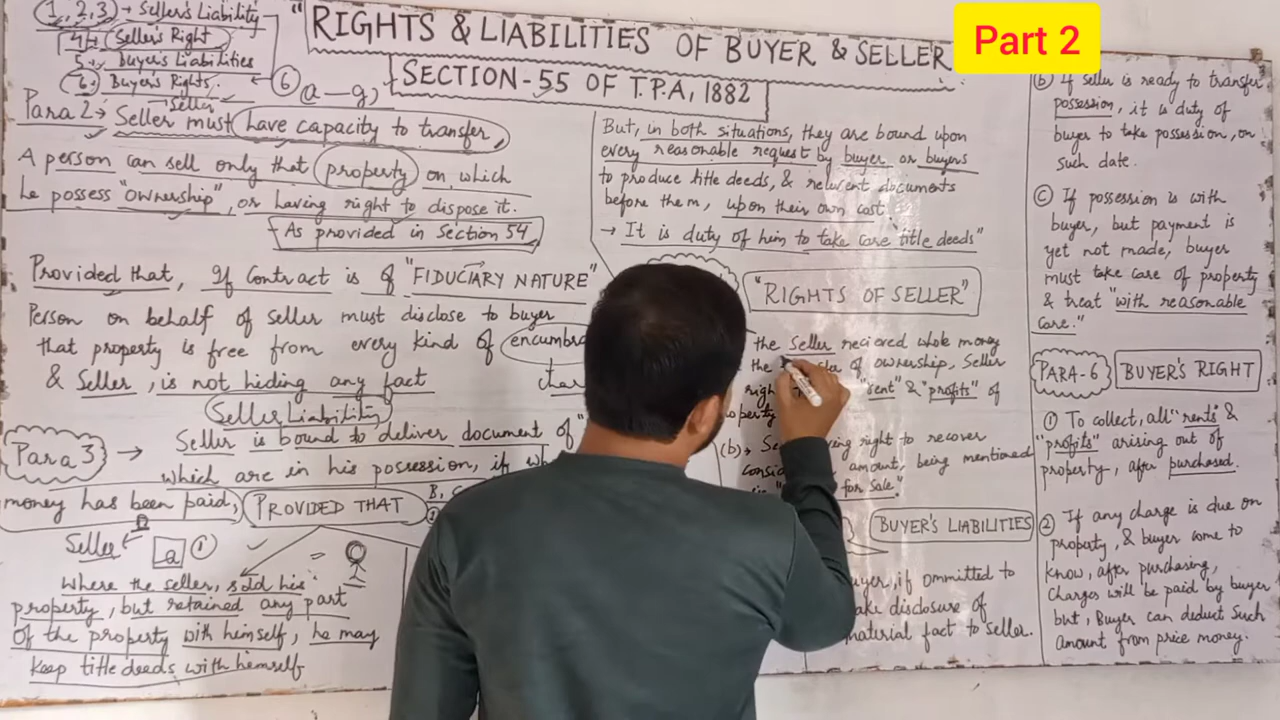 1, 2, 3 → Seller's Liability
4 → Seller's Right
5 → Buyer's Liabilities
6. Buyer's Rights.
"RIGHTS & LIABILITIES OF BUYER & SELLER
Part 2
SECTION-55 OF T.P.A, 1882
6 (a-g)
Seller
Para 2 → Seller must have capacity to transfer,
A person can sell only that property on which
he possess "ownership", or having right to dispose it.
- As provided in Section 54
Provided that, If Contract is of "FIDUCIARY NATURE"
Person on behalf of seller must disclose to buyer
that property is free from every kind of
& Seller, is not hiding any fact
Seller Liability
Para 3 → Seller is bound to deliver document of"
which are in his possession, if
money has been paid, PROVIDED THAT
Seller a 1
Where the seller, sold his
property, but retained any part
of the property with himself, he may
keep title deeds with hemself
But, in both situations, they are bound upon
every reasonable request by buyer or buyers
to produce title deeds, & relevent documents
before them, upon their own cost.
→ It is duty of him to take care title deeds"
"RIGHTS OF SELLER"
the Seller recieved whole money
the of ownership, Seller
"rent" & "profits" of
(b) → right to recover
amount, being mentioned
for sale."
BUYER'S LIABILITIES
if ommitted to
disclosure of
material fact to seller.
(b) If seller is ready to transfer
possession, it is duty of
buyer to take possession, on
such date.
(c) If possession is with
buyer, but payment is
yet not made, buyer
must take care of property
& treat "with reasonable
care."
PARA-6 BUYER'S RIGHT
1 To collect, all "rents &
"profits" arising out of
property, after purchased.
2 If any charge is due on
property, & buyer come to
know, after purchasing,
Charges will be paid by buyer
but, Buyer can deduct such
amount from price money.